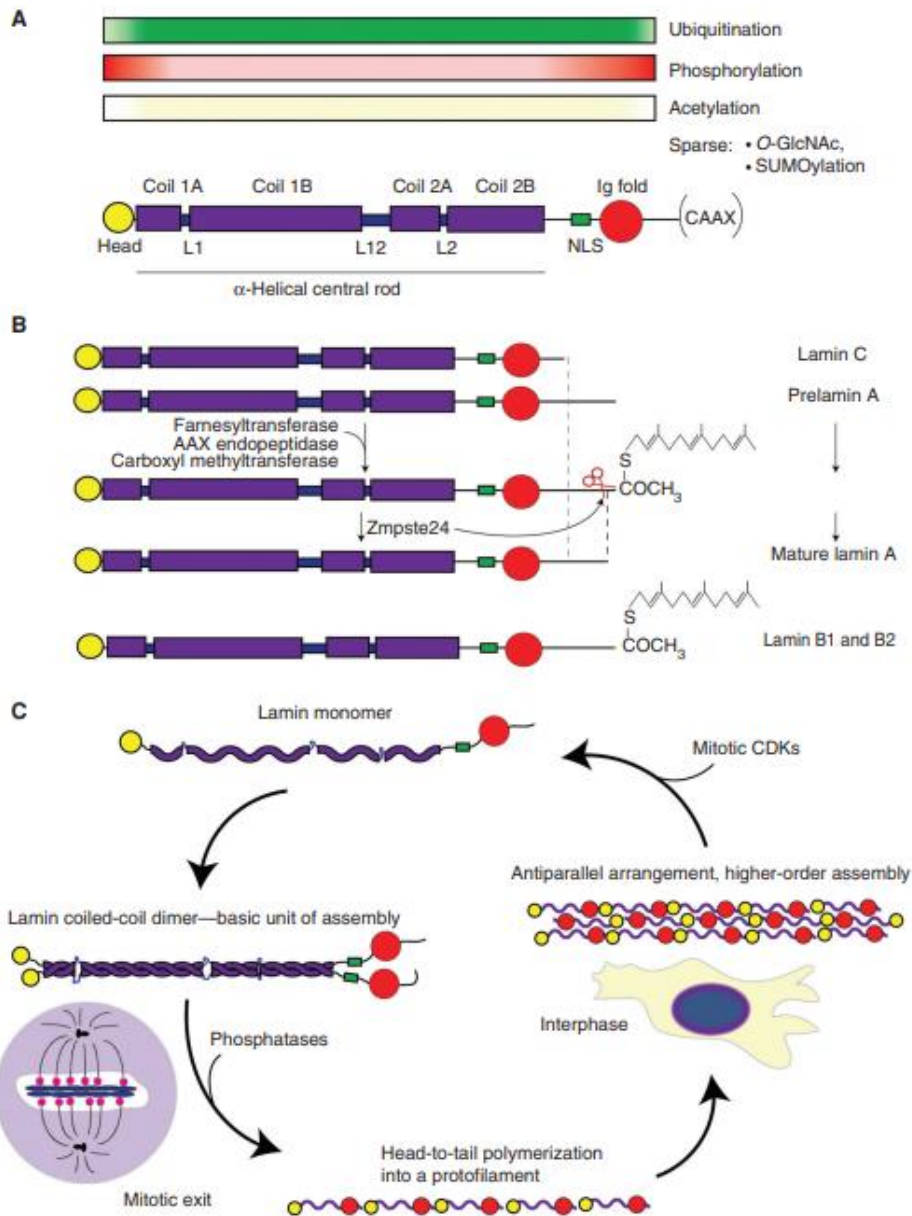 A
Ubiquitination
Phosphorylation
Acetylation
Sparse: • O-GlcNAc,
• SUMOylation
Coil 1A Coil 1B Coil 2A Coil 2B Ig fold
(CAAX)
Head L1 L12 L2 NLS
α-Helical central rod
B
Lamin C
Prelamin A
Farnesyltransferase
AAX endopeptidase
Carboxyl methyltransferase
S
COCH3
Zmpste24
Mature lamin A
S
COCH3
Lamin B1 and B2
C
Lamin monomer
Mitotic CDKs
Antiparallel arrangement, higher-order assembly
Lamin coiled-coil dimer—basic unit of assembly
Interphase
Phosphatases
Head-to-tail polymerization
into a protofilament
Mitotic exit